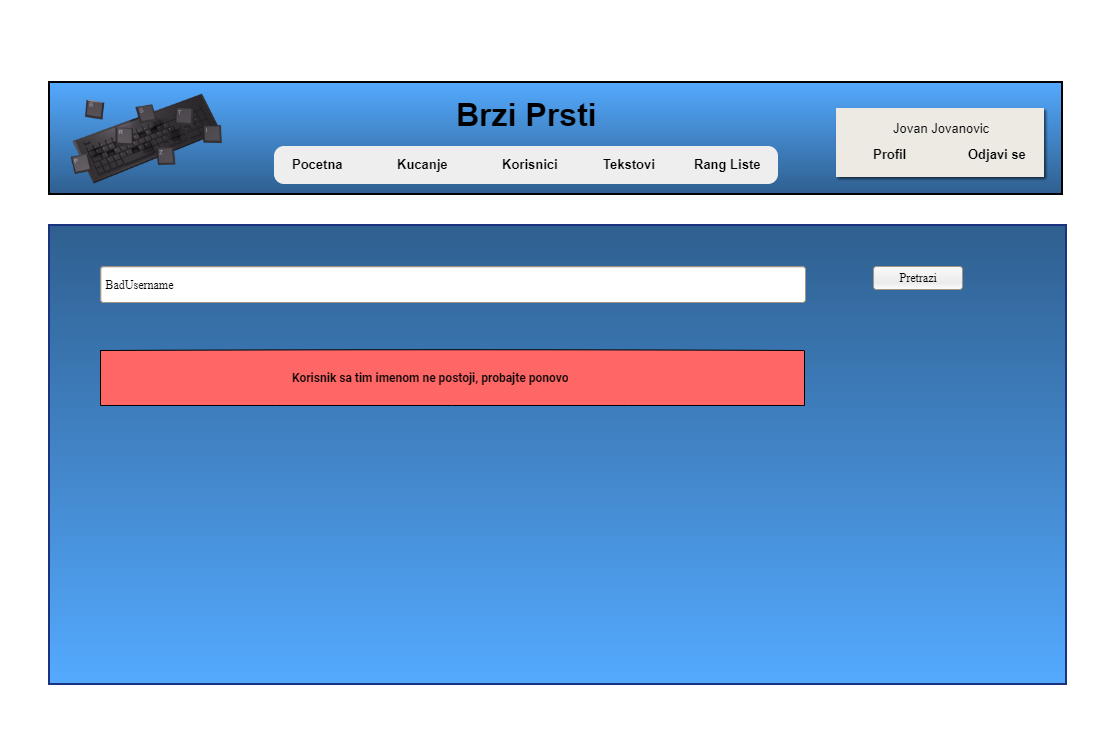 Brzi Prsti
Pocetna Kucanje Korisnici Tekstovi Rang Liste
Jovan Jovanovic
Profil Odjavi se
BadUsername
Pretrazi
Korisnik sa tim imenom ne postoji, probajte ponovo